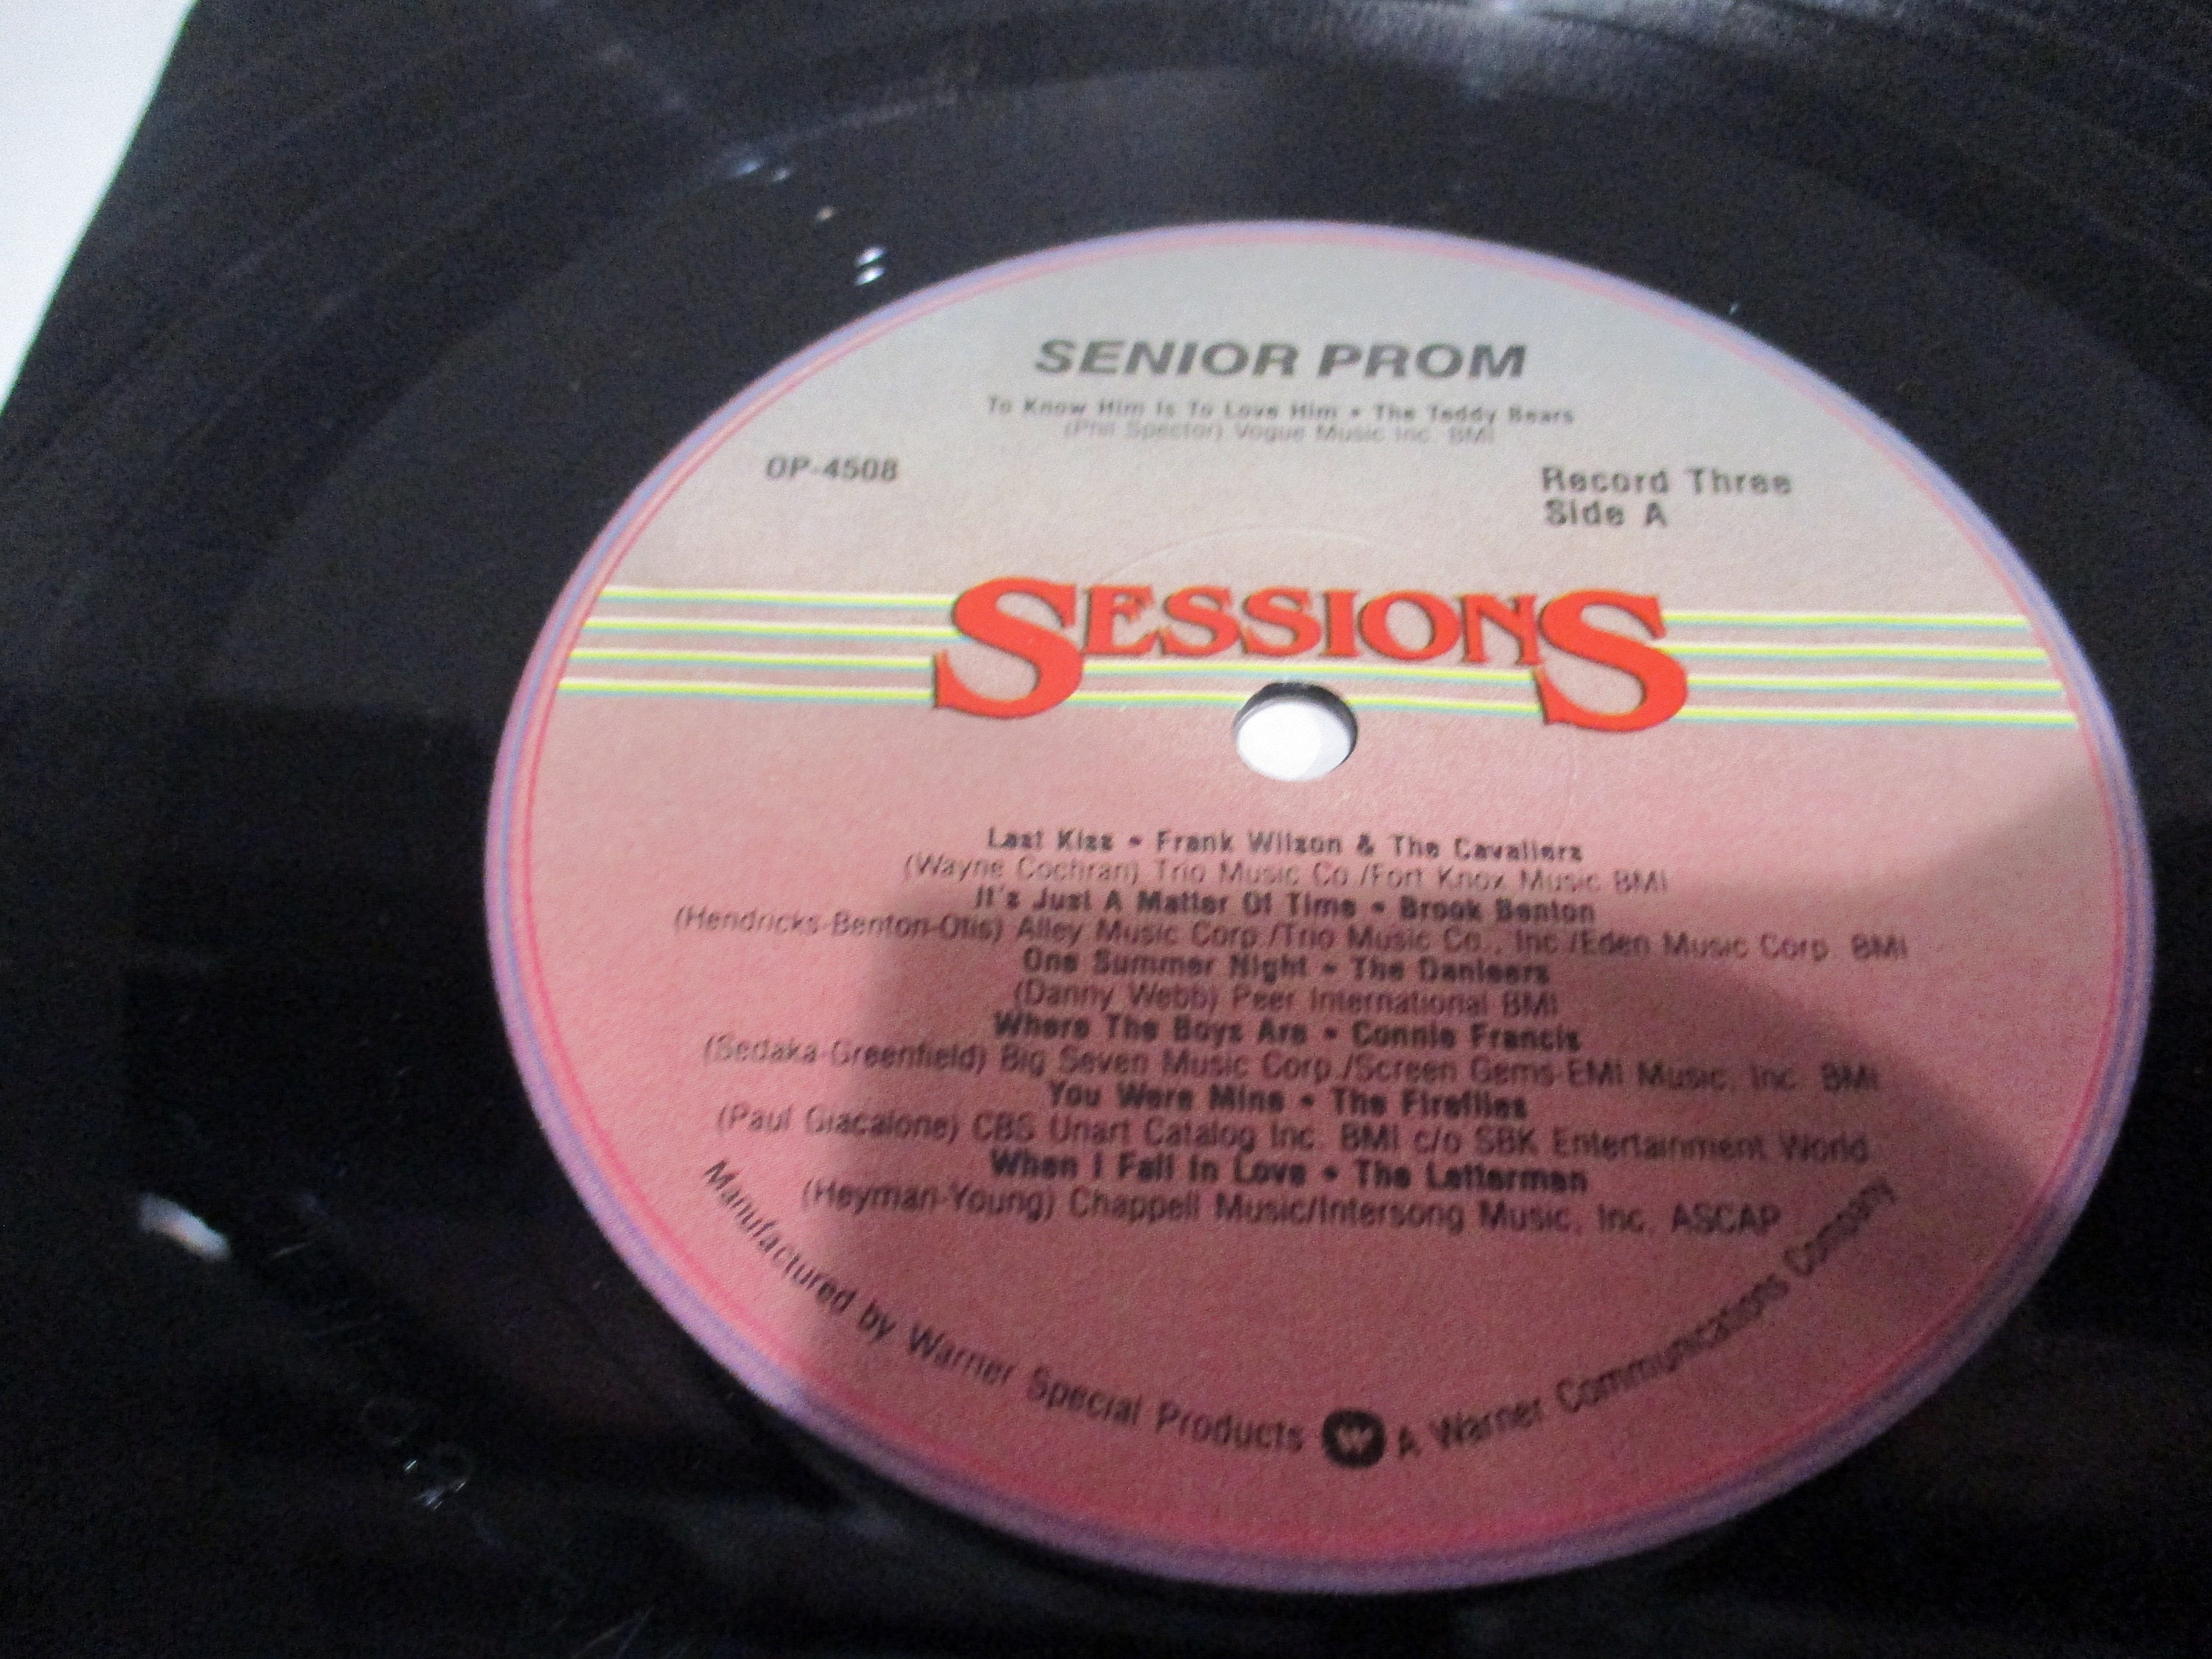 SENIOR PROM
To Know Him Is To Love Him • The Teddy Bears
(Phil Spector) Vogue Music Inc. BMI
OP-4508
Record Three
Side A
SESSIONS
Last Kiss • Frank Wilson & The Cavaliers
(Wayne Cochran) Trio Music Co./Fort Knox Music BMI
It's Just A Matter Of Time • Brook Benton
(Hendricks-Benton-Otis) Alley Music Corp./Trio Music Co., Inc./Eden Music Corp. BMI
One Summer Night • The Danleers
(Danny Webb) Peer International BMI
Where The Boys Are • Connie Francis
(Sedaka-Greenfield) Big Seven Music Corp./Screen Gems-EMI Music, Inc. BMI
You Were Mine • The Fireflies
(Paul Giacalone) CBS Unart Catalog Inc. BMI c/o SBK Entertainment World
When I Fall In Love • The Letterman
(Heyman-Young) Chappell Music/Intersong Music, Inc. ASCAP
Manufactured by Warner Special Products W A Warner Communications Company